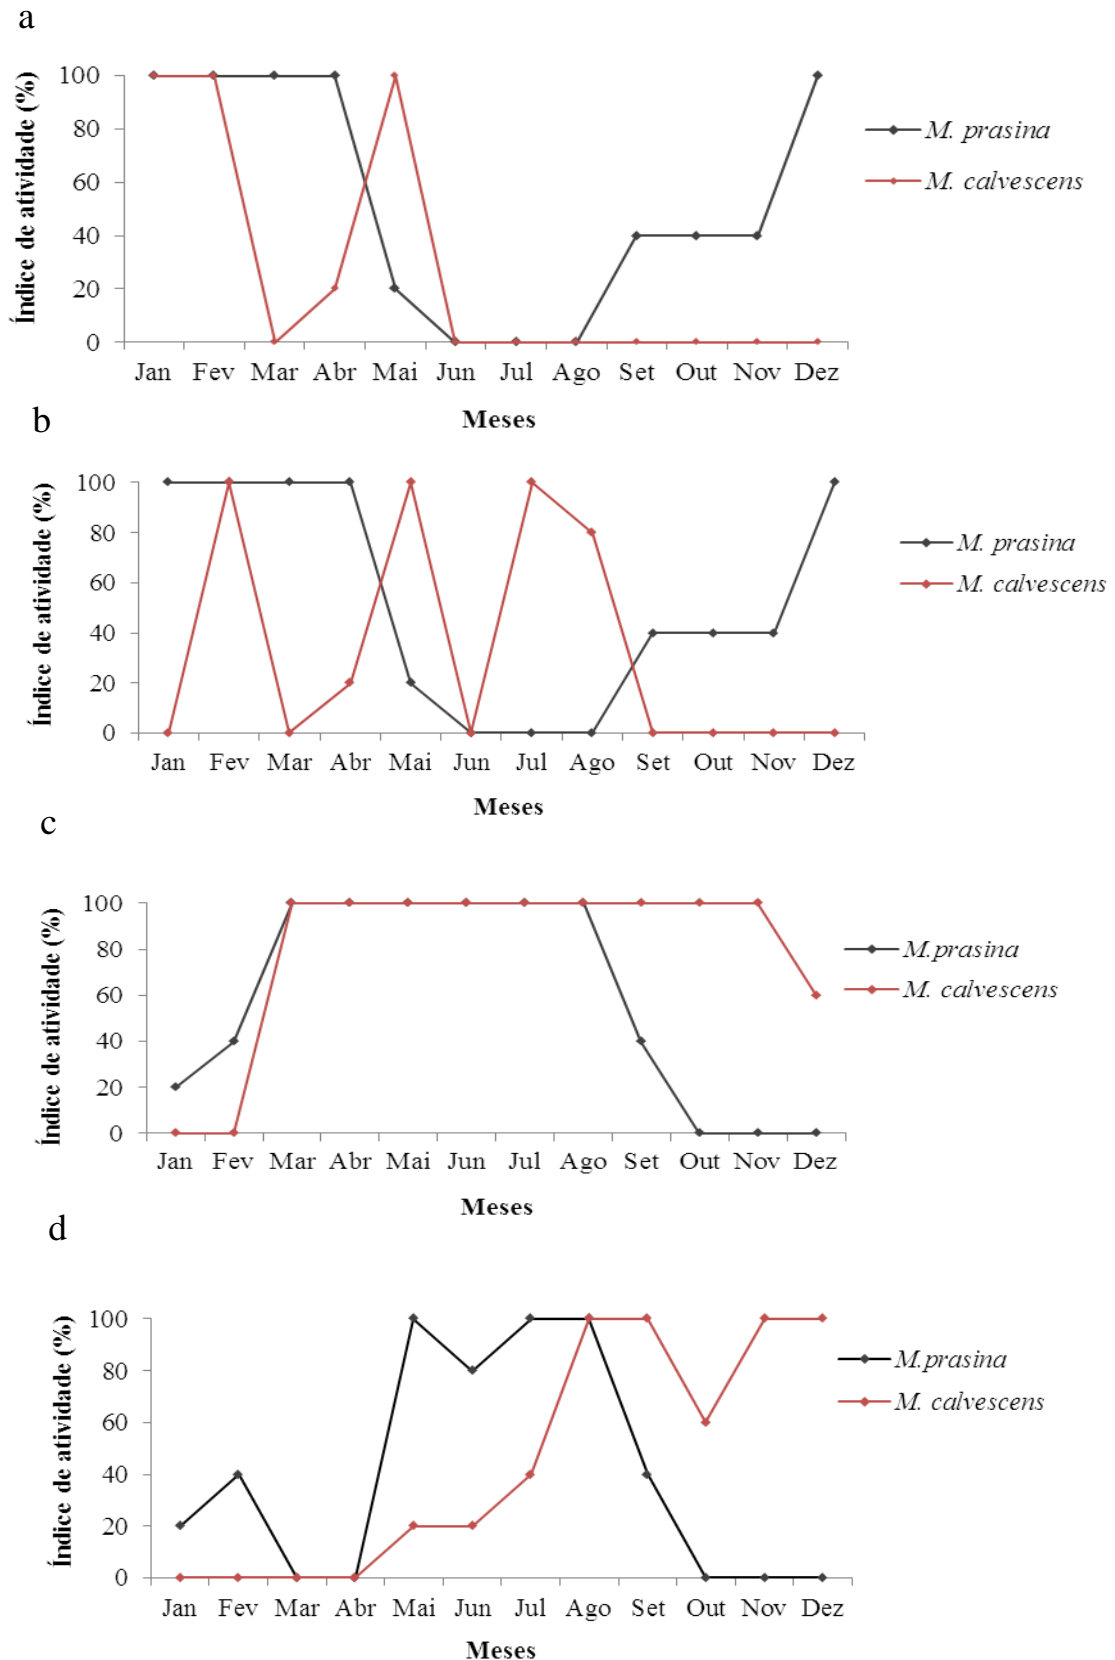 a
Índice de atividade (%)
100
80
60
40
20
0
Jan Fev Mar Abr Mai Jun Jul Ago Set Out Nov Dez
Meses
M. prasina
M. calvescens
b
Índice de atividade (%)
100
80
60
40
20
0
Jan Fev Mar Abr Mai Jun Jul Ago Set Out Nov Dez
Meses
M. prasina
M. calvescens
c
Índice de atividade (%)
100
80
60
40
20
0
Jan Fev Mar Abr Mai Jun Jul Ago Set Out Nov Dez
Meses
M.prasina
M. calvescens
d
Índice de atividade (%)
100
80
60
40
20
0
Jan Fev Mar Abr Mai Jun Jul Ago Set Out Nov Dez
Meses
M.prasina
M. calvescens